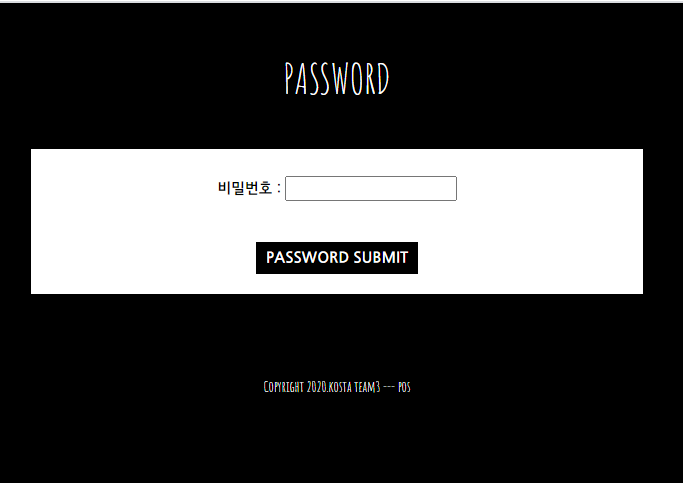 PASSWORD
비밀번호 :
PASSWORD SUBMIT
COPYRIGHT 2020.KOSTA TEAM3 --- POS